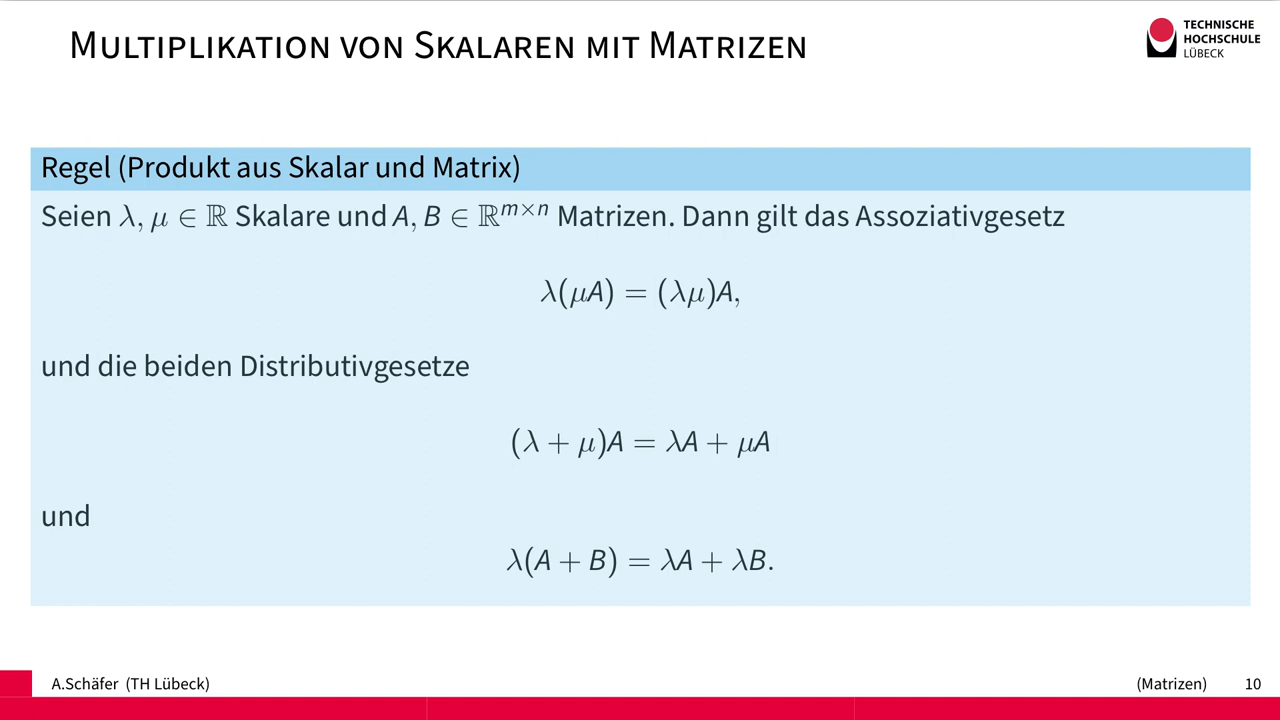 Multiplikation von Skalaren mit Matrizen
TECHNISCHE
HOCHSCHULE
LÜBECK
Regel (Produkt aus Skalar und Matrix)
Seien λ, μ ∈ ℝ Skalare und A, B ∈ ℝ^{m×n} Matrizen. Dann gilt das Assoziativgesetz
λ(μA) = (λμ)A,
und die beiden Distributivgesetze
(λ + μ)A = λA + μA
und
λ(A + B) = λA + λB.
A.Schäfer (TH Lübeck) (Matrizen) 10